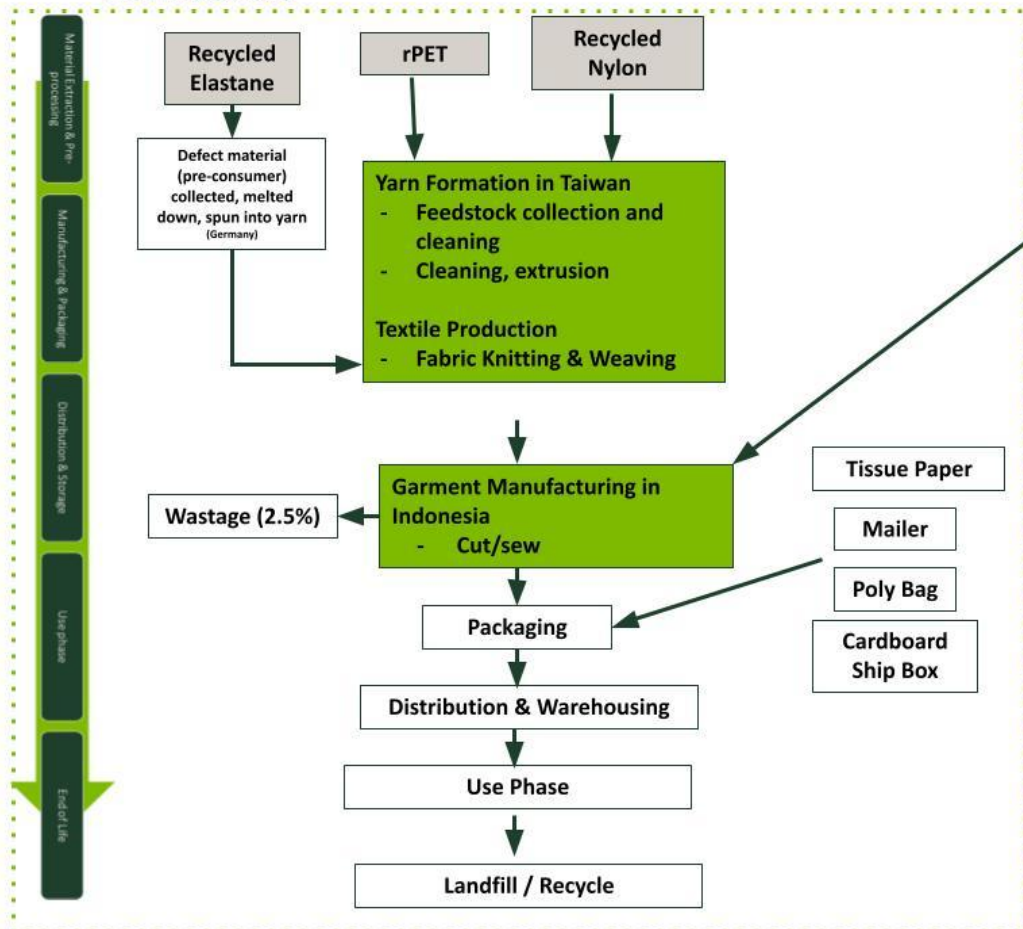 Material Extraction & Pre-
processing
Manufacturing & Packaging
Distribution & Storage
Use phase
End of Life
Recycled
Elastane
rPET
Recycled
Nylon
Defect material
(pre-consumer)
collected, melted
down, spun into yarn
(Germany)
Yarn Formation in Taiwan
- Feedstock collection and
cleaning
- Cleaning, extrusion
Textile Production
- Fabric Knitting & Weaving
Garment Manufacturing in
Indonesia
- Cut/sew
Wastage (2.5%)
Tissue Paper
Mailer
Poly Bag
Cardboard
Ship Box
Packaging
Distribution & Warehousing
Use Phase
Landfill / Recycle